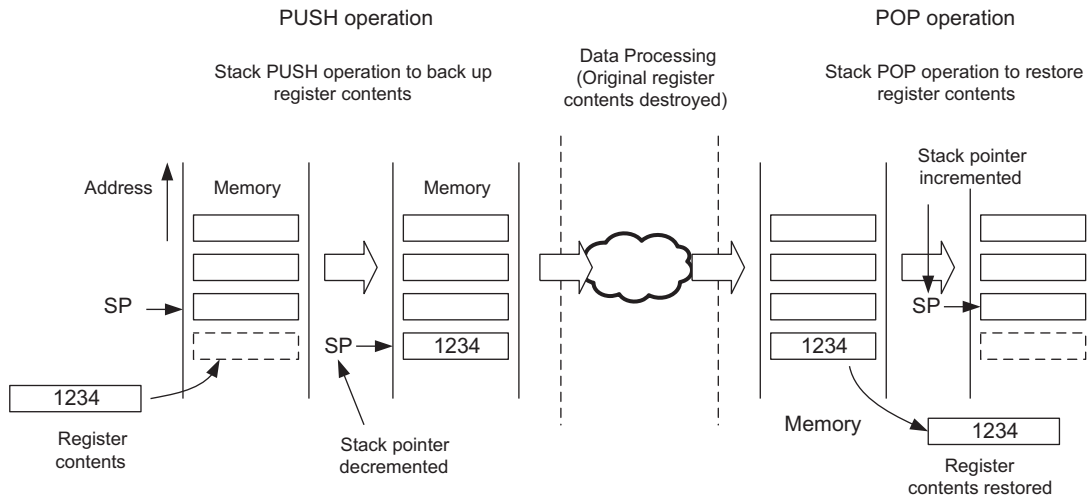 PUSH operation
POP operation
Stack PUSH operation to back up
register contents
Data Processing
(Original register
contents destroyed)
Stack POP operation to restore
register contents
Address
Memory
Memory
Stack pointer
incremented
SP
SP
1234
1234
SP
1234
Register
contents
Stack pointer
decremented
Memory
1234
Register
contents restored